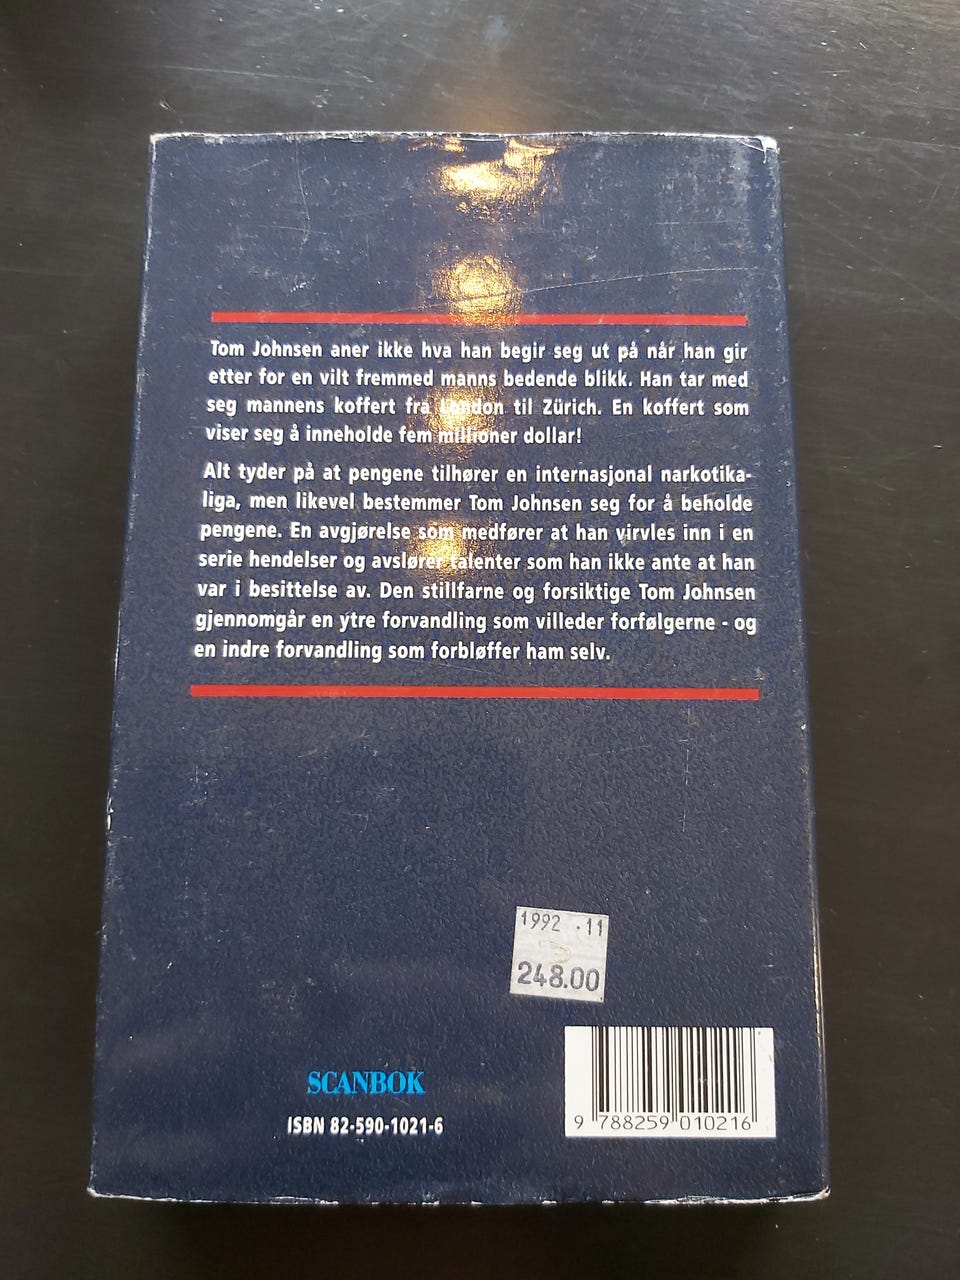 Tom Johnsen aner ikke hva han begir seg ut på når han gir
etter for en vilt fremmed manns bedende blikk. Han tar med
seg mannens koffert fra London til Zürich. En koffert som
viser seg å inneholde fem millioner dollar!
Alt tyder på at pengene tilhører en internasjonal narkotika-
liga, men likevel bestemmer Tom Johnsen seg for å beholde
pengene. En avgjørelse som medfører at han virvles inn i en
serie hendelser og avslører talenter som han ikke ante at han
var i besittelse av. Den stillfarne og forsiktige Tom Johnsen
gjennomgår en ytre forvandling som villeder forfølgerne - og
en indre forvandling som forbløffer ham selv.
1992 .11
248.00
SCANBOK
ISBN 82-590-1021-6
9 788259 010216